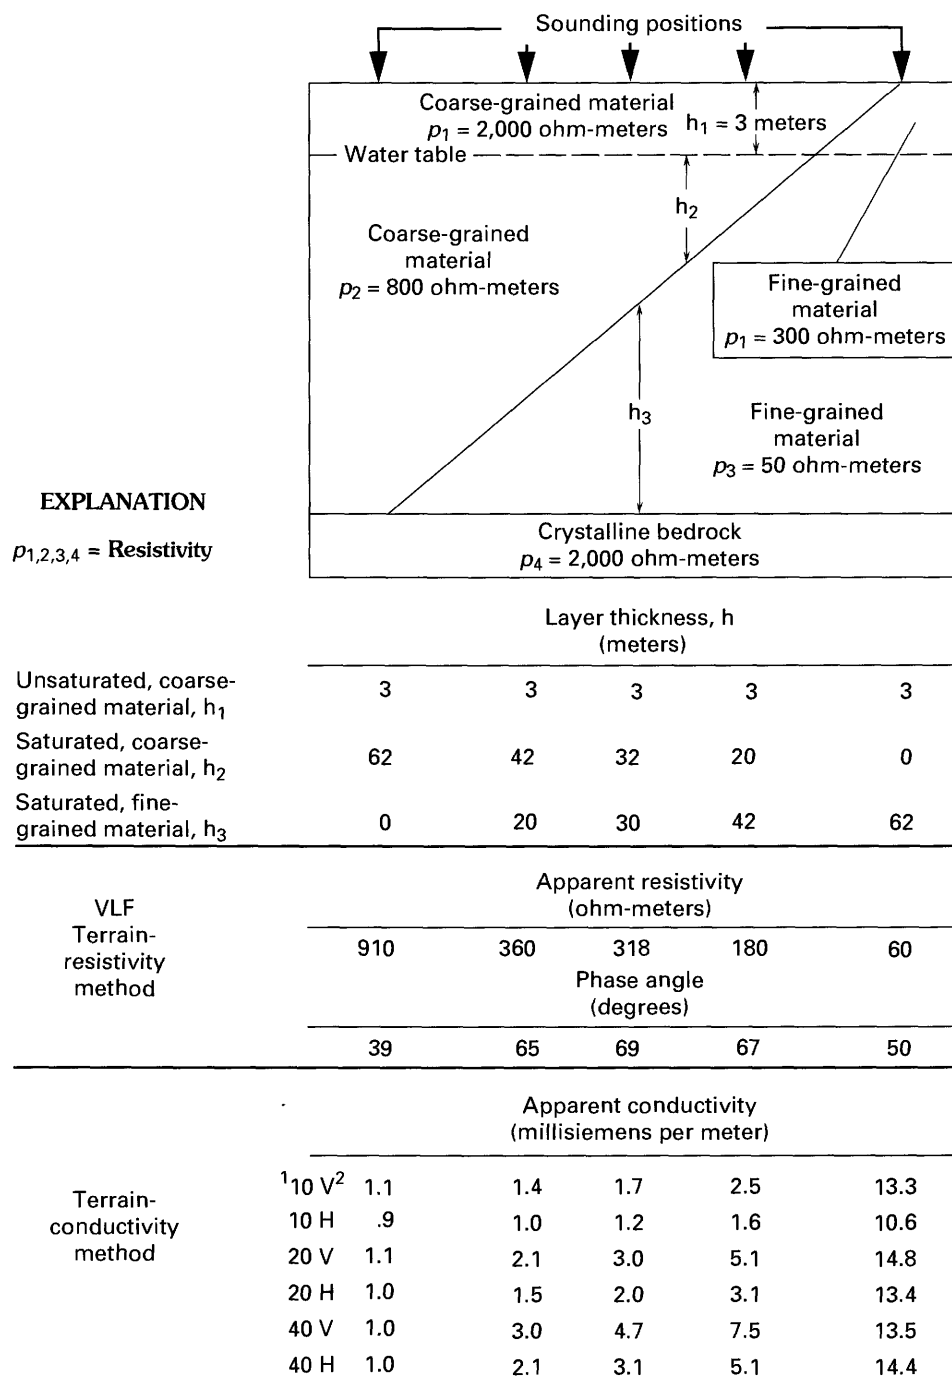 Sounding positions
Coarse-grained material
p₁ = 2,000 ohm-meters
h₁ = 3 meters
Water table
h₂
Coarse-grained
material
p₂ = 800 ohm-meters
Fine-grained
material
p₁ = 300 ohm-meters
h₃
Fine-grained
material
p₃ = 50 ohm-meters
EXPLANATION
p₁,₂,₃,₄ = Resistivity
Crystalline bedrock
p₄ = 2,000 ohm-meters
Layer thickness, h
(meters)
Unsaturated, coarse-
grained material, h₁ 3 3 3 3 3
Saturated, coarse-
grained material, h₂ 62 42 32 20 0
Saturated, fine-
grained material, h₃ 0 20 30 42 62
VLF
Terrain-
resistivity
method
Apparent resistivity
(ohm-meters)
910 360 318 180 60
Phase angle
(degrees)
39 65 69 67 50
Terrain-
conductivity
method
Apparent conductivity
(millisiemens per meter)
¹10 V² 1.1 1.4 1.7 2.5 13.3
10 H .9 1.0 1.2 1.6 10.6
20 V 1.1 2.1 3.0 5.1 14.8
20 H 1.0 1.5 2.0 3.1 13.4
40 V 1.0 3.0 4.7 7.5 13.5
40 H 1.0 2.1 3.1 5.1 14.4